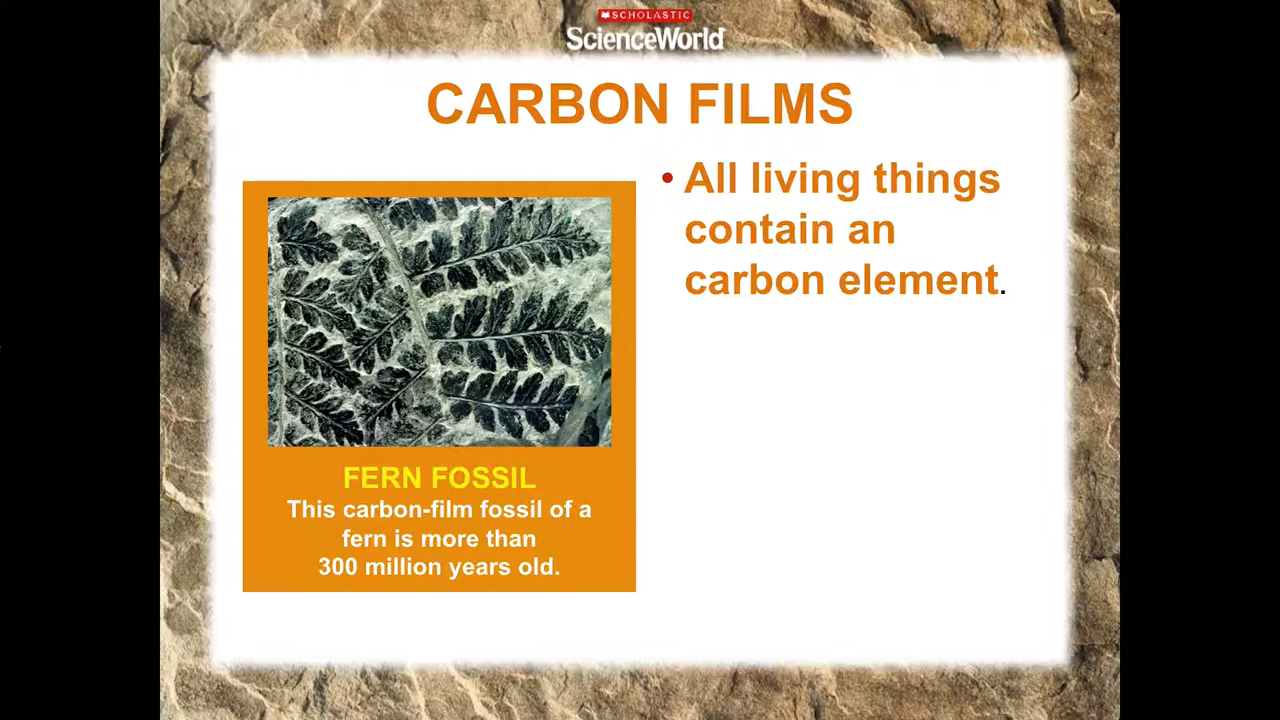 SCHOLASTIC
ScienceWorld
CARBON FILMS
• All living things
contain an
carbon element.
FERN FOSSIL
This carbon-film fossil of a
fern is more than
300 million years old.